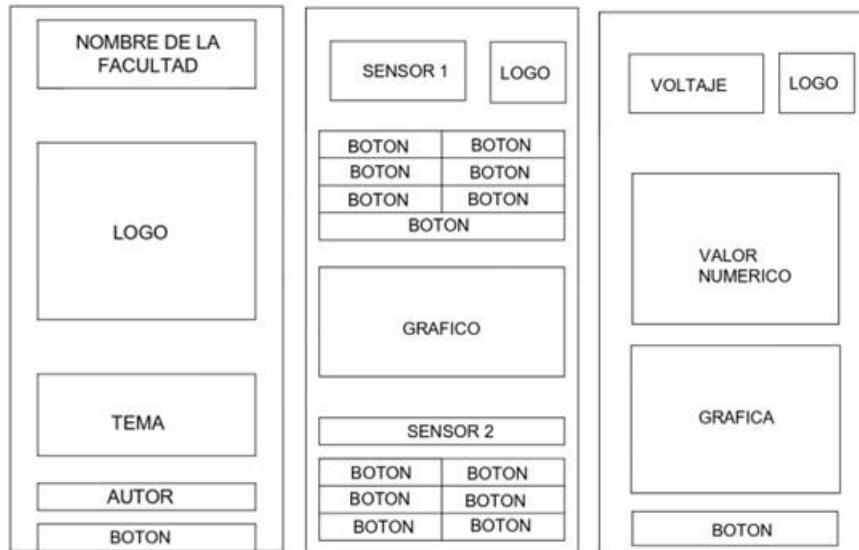 NOMBRE DE LA
FACULTAD
LOGO
TEMA
AUTOR
BOTON
SENSOR 1
LOGO
BOTON BOTON
BOTON BOTON
BOTON BOTON
BOTON
GRAFICO
SENSOR 2
BOTON BOTON
BOTON BOTON
BOTON BOTON
VOLTAJE
LOGO
VALOR
NUMERICO
GRAFICA
BOTON